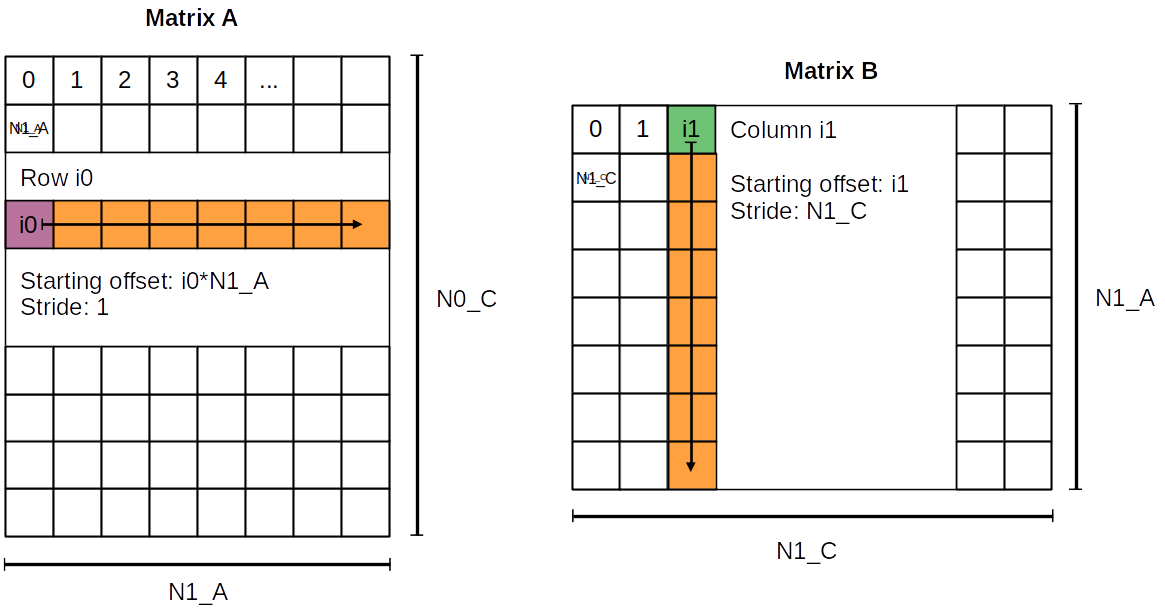 Matrix A
0 1 2 3 4 ...
N1_A
Row i0
i0
Starting offset: i0*N1_A
Stride: 1
N0_C
N1_A
Matrix B
0 1 i1 Column i1
N1_C
Starting offset: i1
Stride: N1_C
N1_A
N1_C